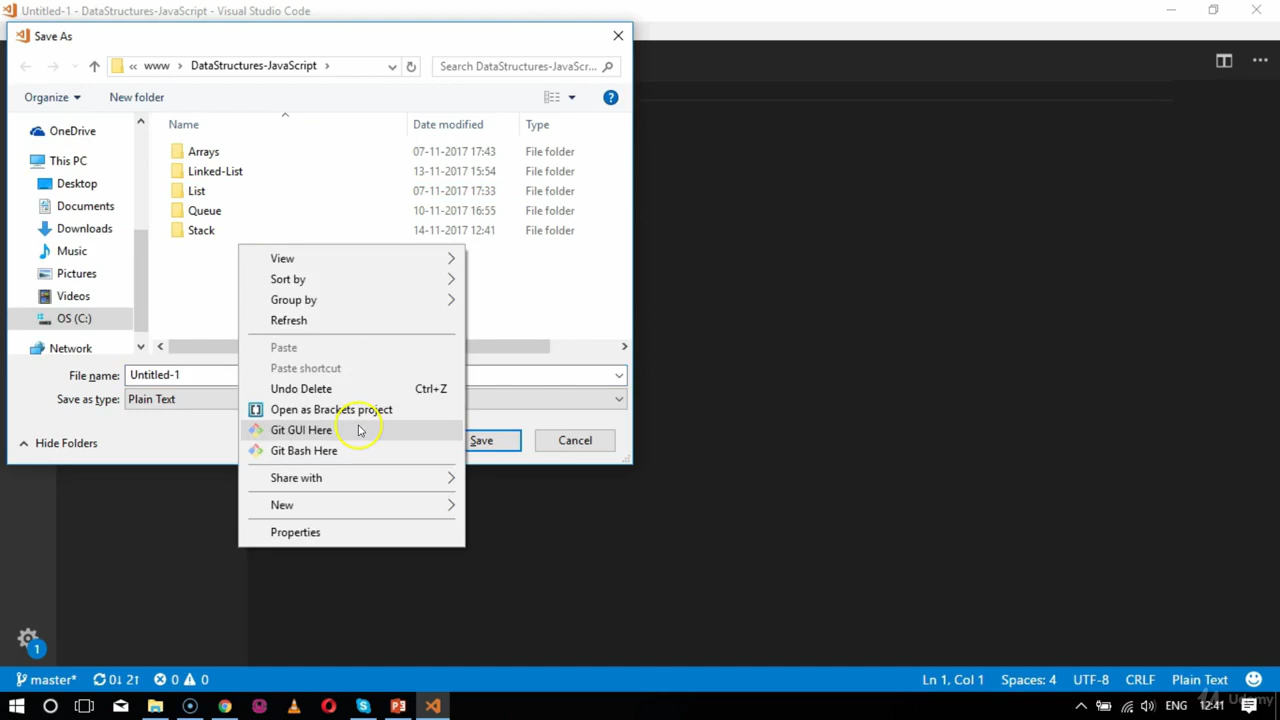 Untitled-1 - DataStructures-JavaScript - Visual Studio Code
Save As
« www > DataStructures-JavaScript >
Search DataStructures-JavaScr...
Organize
New folder
Name
Date modified
Type
OneDrive
This PC
Desktop
Documents
Downloads
Music
Pictures
Videos
OS (C:)
Network
Arrays 07-11-2017 17:43 File folder
Linked-List 13-11-2017 15:54 File folder
List 07-11-2017 17:33 File folder
Queue 10-11-2017 16:55 File folder
Stack 14-11-2017 12:41 File folder
View
Sort by
Group by
Refresh
Paste
Paste shortcut
Undo Delete Ctrl+Z
Open as Brackets project
Git GUI Here
Git Bash Here
Share with
New
Properties
File name: Untitled-1
Save as type: Plain Text
Hide Folders
Save
Cancel
1
master* 0↓ 2↑ 0 0
Ln 1, Col 1 Spaces: 4 UTF-8 CRLF Plain Text
ENG 12:41
Udemy